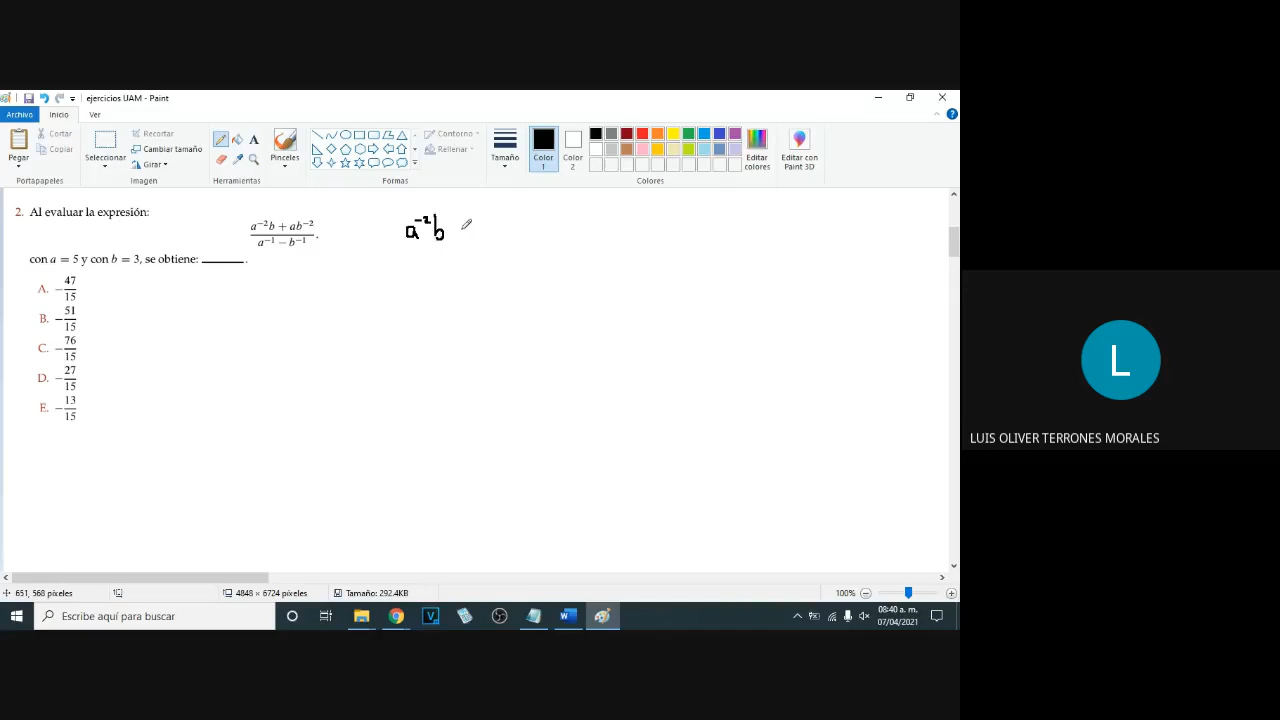 ejercicios UAM - Paint
Archivo Inicio Ver
Pegar Cortar Copiar Portapapeles
Seleccionar Recortar Cambiar tamaño Girar Imagen
A Herramientas
Pinceles
Contorno Rellenar Formas
Tamaño
Color 1 Color 2 Editar colores Editar con Paint 3D Colores
2. Al evaluar la expresión:
a⁻²b + ab⁻²
a⁻¹ − b⁻¹ .
a⁻²b
con a = 5 y con b = 3, se obtiene: ______ .
A. −47/15
B. −51/15
C. −76/15
D. −27/15
E. −13/15
L
LUIS OLIVER TERRONES MORALES
651, 568 píxeles 4848 × 6724 píxeles Tamaño: 292.4KB 100%
Escribe aquí para buscar
08:40 a. m.
07/04/2021